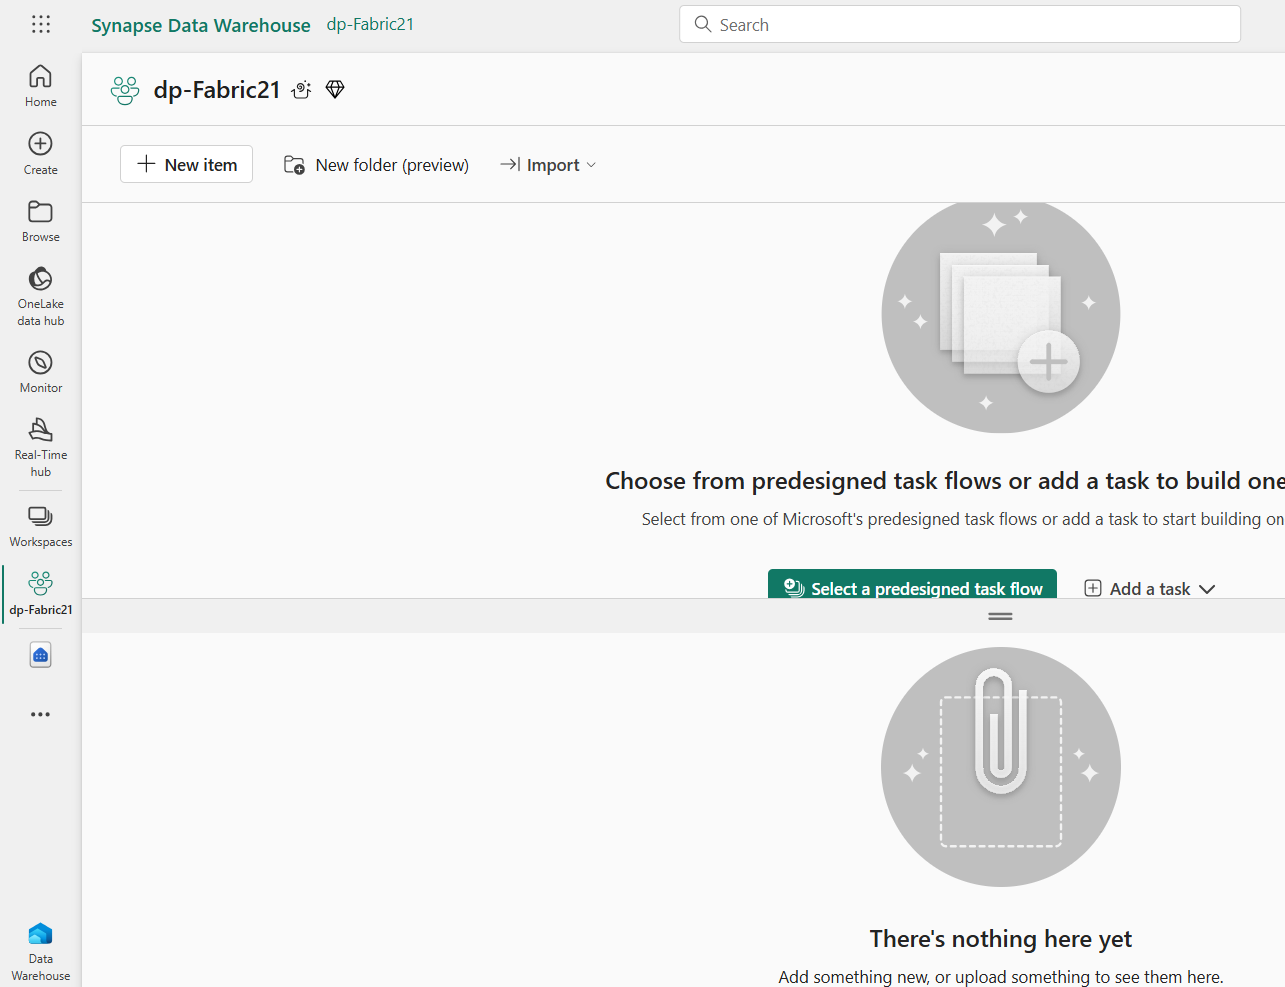 Synapse Data Warehouse dp-Fabric21
Search
Home
Create
Browse
OneLake
data hub
Monitor
Real-Time
hub
Workspaces
dp-Fabric21
Data
Warehouse
dp-Fabric21
New item
New folder (preview)
Import
Choose from predesigned task flows or add a task to build one
Select from one of Microsoft's predesigned task flows or add a task to start building on
Select a predesigned task flow
Add a task
There's nothing here yet
Add something new, or upload something to see them here.